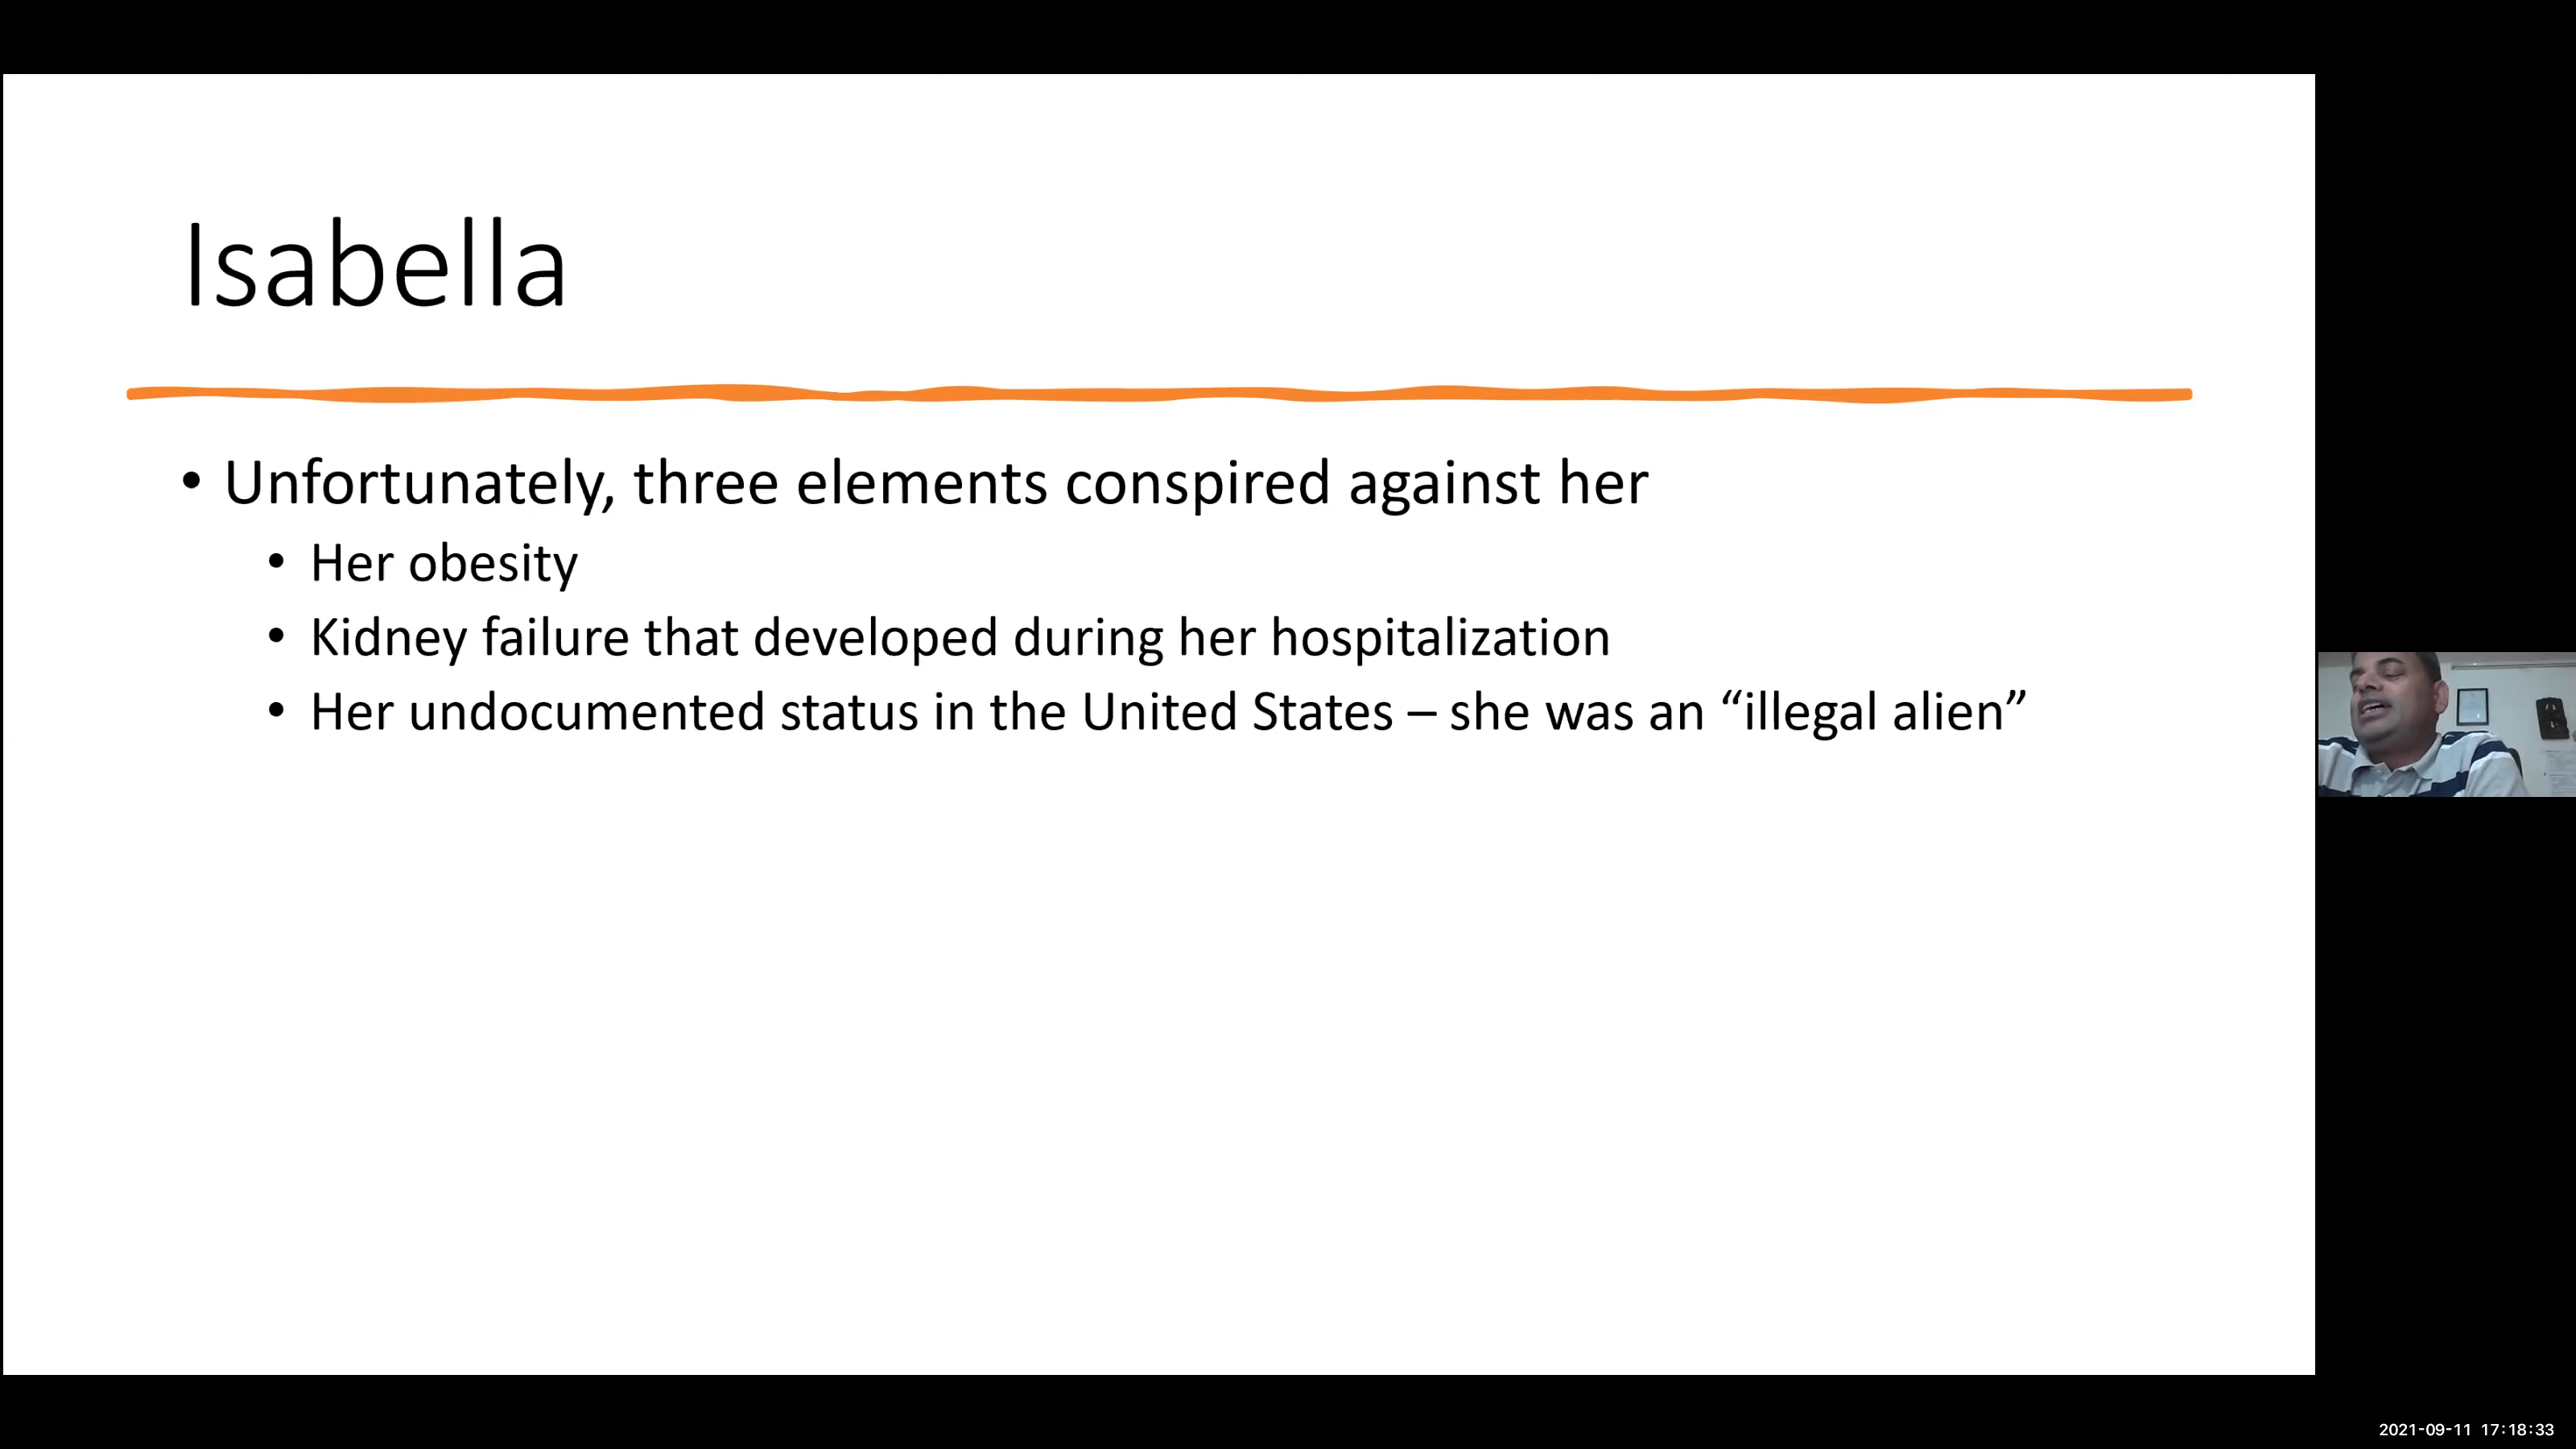 Isabella
• Unfortunately, three elements conspired against her
• Her obesity
• Kidney failure that developed during her hospitalization
• Her undocumented status in the United States – she was an “illegal alien”
2021-09-11 17:18:33